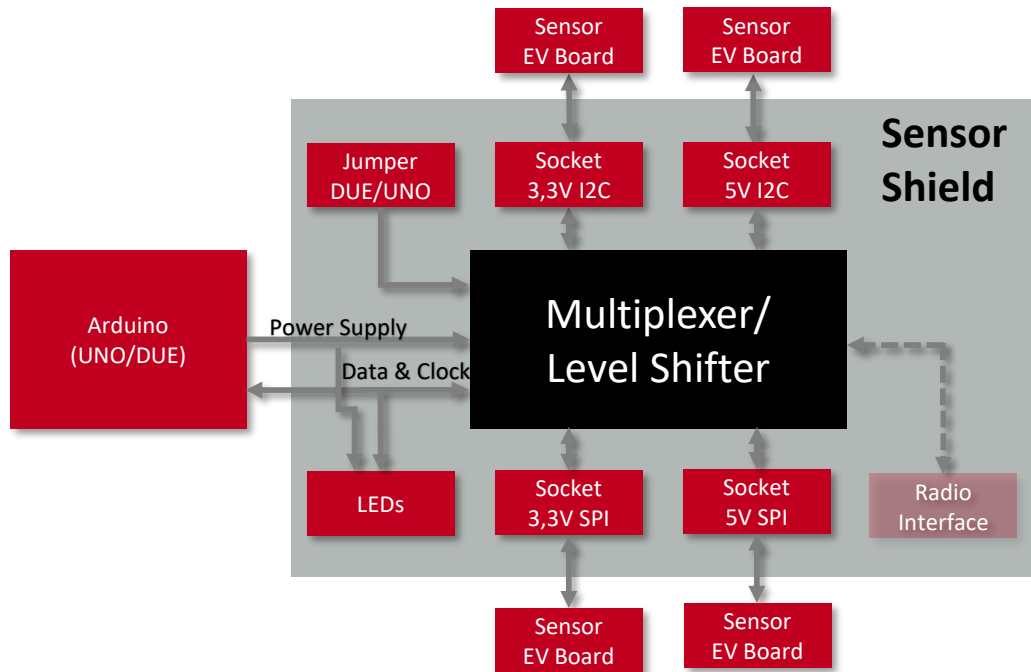 Sensor
EV Board
Sensor
EV Board
Sensor
Shield
Jumper
DUE/UNO
Socket
3,3V I2C
Socket
5V I2C
Arduino
(UNO/DUE)
Power Supply
Data & Clock
Multiplexer/
Level Shifter
LEDs
Socket
3,3V SPI
Socket
5V SPI
Radio
Interface
Sensor
EV Board
Sensor
EV Board